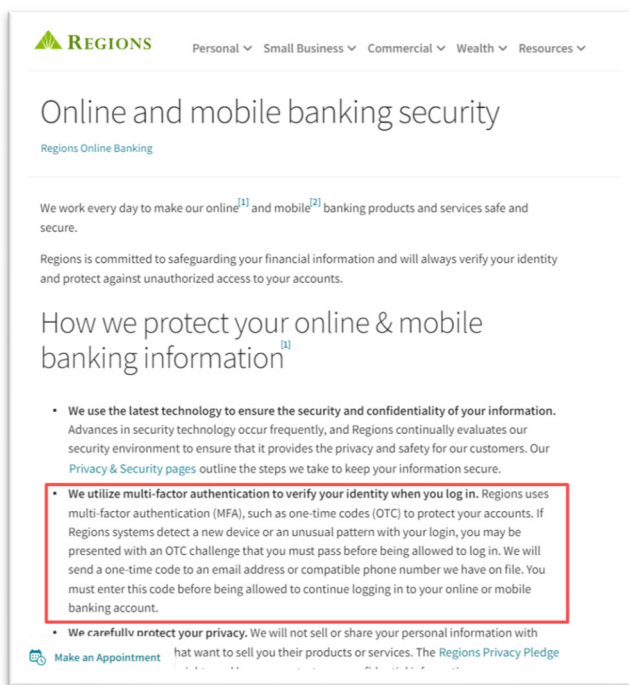 REGIONS
Personal Small Business Commercial Wealth Resources
Online and mobile banking security
Regions Online Banking
We work every day to make our online[1] and mobile[2] banking products and services safe and
secure.
Regions is committed to safeguarding your financial information and will always verify your identity
and protect against unauthorized access to your accounts.
How we protect your online & mobile
banking information[1]
• We use the latest technology to ensure the security and confidentiality of your information.
Advances in security technology occur frequently, and Regions continually evaluates our
security environment to ensure that it provides the privacy and safety for our customers. Our
Privacy & Security pages outline the steps we take to keep your information secure.
• We utilize multi-factor authentication to verify your identity when you log in. Regions uses
multi-factor authentication (MFA), such as one-time codes (OTC) to protect your accounts. If
Regions systems detect a new device or an unusual pattern with your login, you may be
presented with an OTC challenge that you must pass before being allowed to log in. We will
send a one-time code to an email address or compatible phone number we have on file. You
must enter this code before being allowed to continue logging in to your online or mobile
banking account.
• We carefully protect your privacy. We will not sell or share your personal information with
Make an Appointment hat want to sell you their products or services. The Regions Privacy Pledge